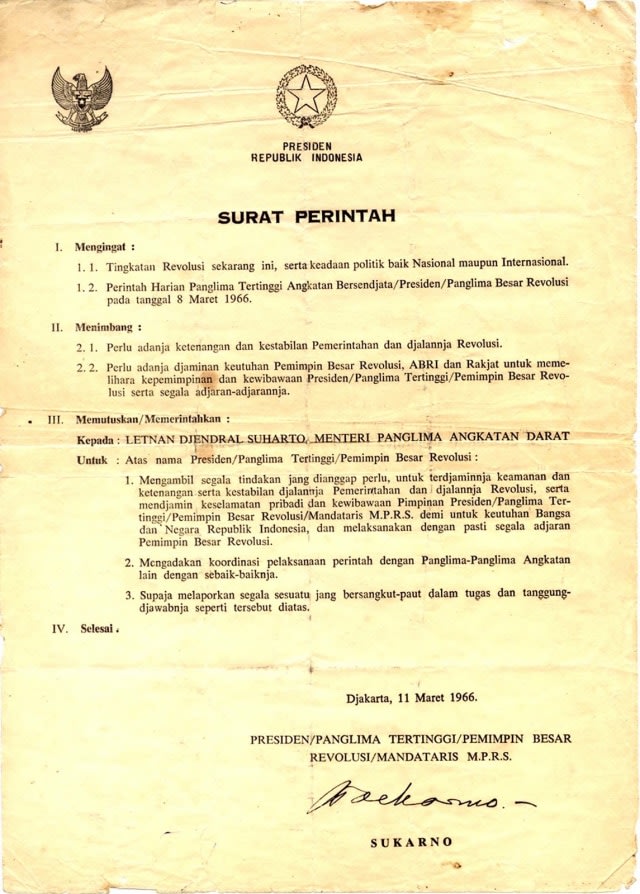 PRESIDEN
REPUBLIK INDONESIA
SURAT PERINTAH
I. Mengingat :
1. 1. Tingkatan Revolusi sekarang ini, serta keadaan politik baik Nasional maupun Internasional.
1. 2. Perintah Harian Panglima Tertinggi Angkatan Bersendjata/Presiden/Panglima Besar Revolusi
pada tanggal 8 Maret 1966.
II. Menimbang :
2. 1. Perlu adanja ketenangan dan kestabilan Pemerintahan dan djalannja Revolusi.
2. 2. Perlu adanja djaminan keutuhan Pemimpin Besar Revolusi, ABRI dan Rakjat untuk meme-
lihara kepemimpinan dan kewibawaan Presiden/Panglima Tertinggi/Pemimpin Besar Revo-
lusi serta segala adjaran-adjarannja.
III. Memutuskan/Memerintahkan :
Kepada : LETNAN DJENDRAL SUHARTO, MENTERI PANGLIMA ANGKATAN DARAT
Untuk : Atas nama Presiden/Panglima Tertinggi/Pemimpin Besar Revolusi :
1. Mengambil segala tindakan jang dianggap perlu, untuk terdjaminnja keamanan dan
ketenangan serta kestabilan djalannja Pemerintahan dan djalannja Revolusi, serta
mendjamin keselamatan pribadi dan kewibawaan Pimpinan Presiden/Panglima Ter-
tinggi/Pemimpin Besar Revolusi/Mandataris M.P.R.S. demi untuk keutuhan Bangsa
dan Negara Republik Indonesia, dan melaksanakan dengan pasti segala adjaran
Pemimpin Besar Revolusi.
2. Mengadakan koordinasi pelaksanaan perintah dengan Panglima-Panglima Angkatan
lain dengan sebaik-baiknja.
3. Supaja melaporkan segala sesuatu jang bersangkut-paut dalam tugas dan tanggung-
djawabnja seperti tersebut diatas.
IV. Selesai.
Djakarta, 11 Maret 1966.
PRESIDEN/PANGLIMA TERTINGGI/PEMIMPIN BESAR
REVOLUSI/MANDATARIS M.P.R.S.
Soekarno.-
SUKARNO